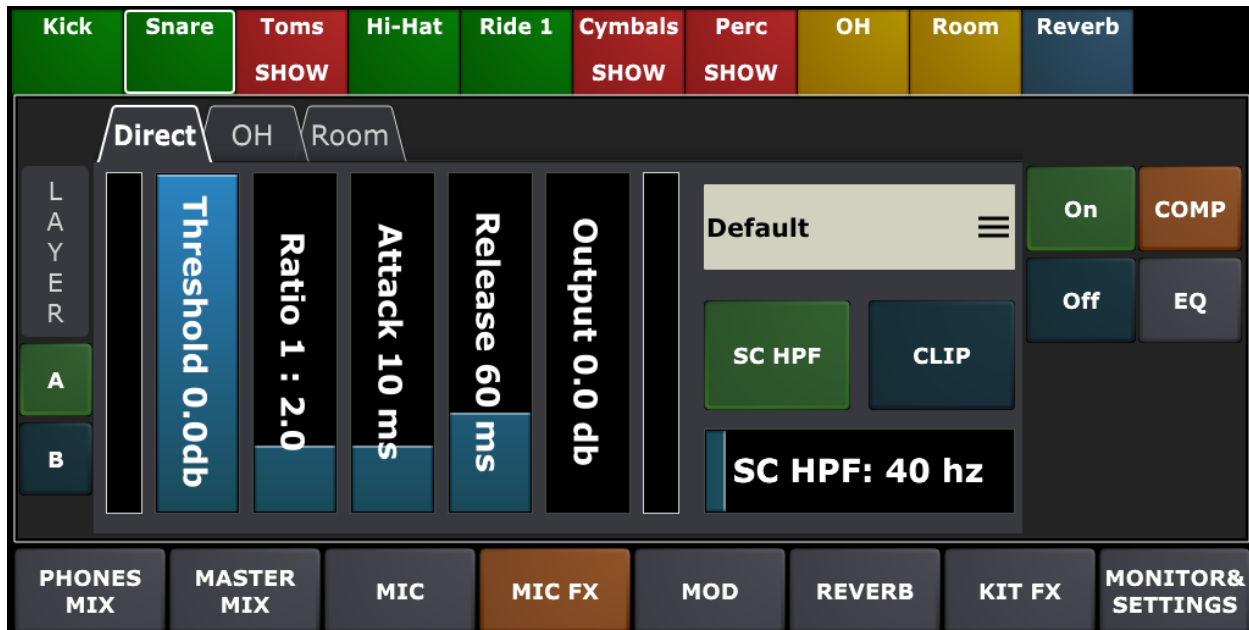 Kick
Snare
Toms
SHOW
Hi-Hat
Ride 1
Cymbals
SHOW
Perc
SHOW
OH
Room
Reverb
Direct
OH
Room
LAYER
A
B
Threshold 0.0db
Ratio 1 : 2.0
Attack 10 ms
Release 60 ms
Output 0.0 db
Default
SC HPF
CLIP
SC HPF: 40 hz
On
COMP
Off
EQ
PHONES
MIX
MASTER
MIX
MIC
MIC FX
MOD
REVERB
KIT FX
MONITOR&
SETTINGS